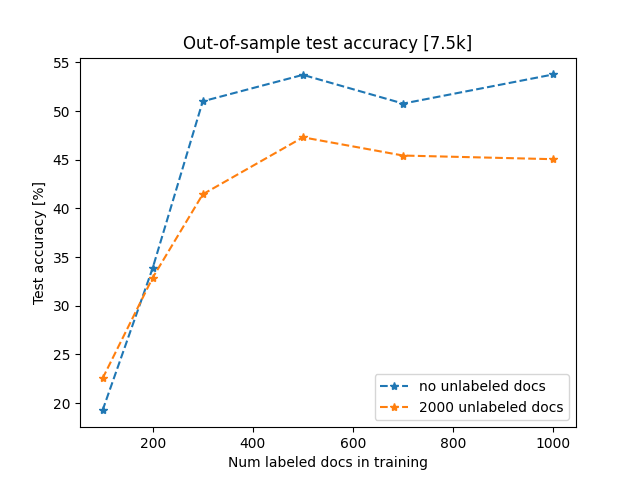 Out-of-sample test accuracy [7.5k]
Test accuracy [%]
55
50
45
40
35
30
25
20
200
400
600
800
1000
Num labeled docs in training
no unlabeled docs
2000 unlabeled docs